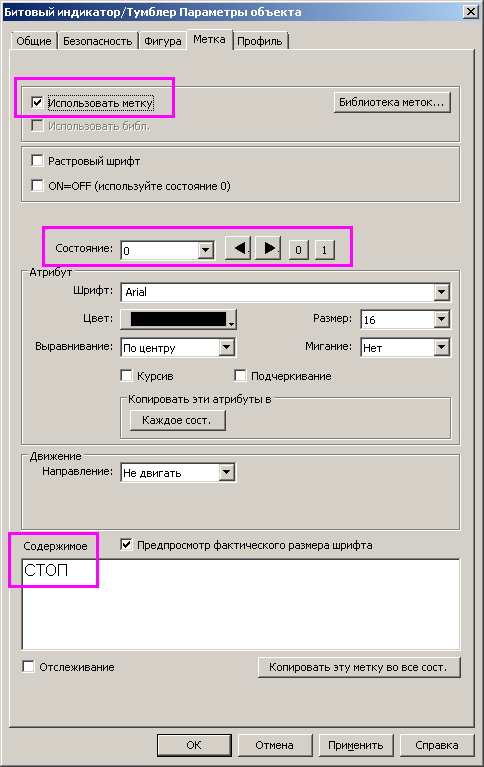 Битовый индикатор/Тумблер Параметры объекта
Общие Безопасность Фигура Метка Профиль
Использовать метку Библиотека меток...
Использовать библ.
Растровый шрифт
ON=OFF (используйте состояние 0)
Состояние: 0 0 1
Атрибут
Шрифт: Arial
Цвет: Размер: 16
Выравнивание: По центру Мигание: Нет
Курсив Подчеркивание
Копировать эти атрибуты в
Каждое сост.
Движение
Направление: Не двигать
Содержимое Предпросмотр фактического размера шрифта
СТОП
Отслеживание Копировать эту метку во все сост.
OK Отмена Применить Справка